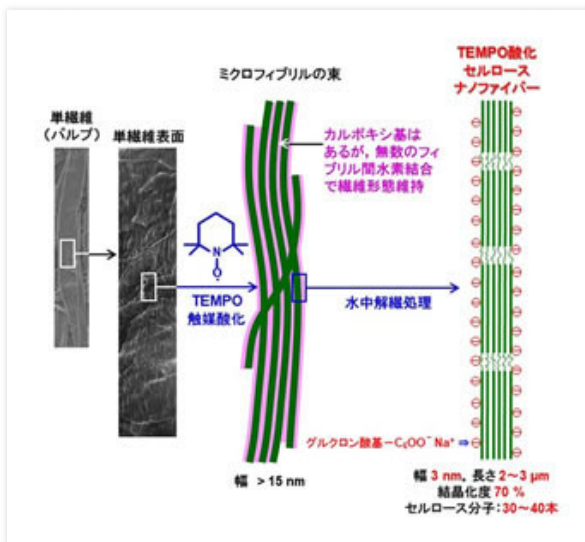 TEMPO酸化
セルロース
ナノファイバー
ミクロフィブリルの束
単繊維
(パルプ)
単繊維表面
カルボキシ基は
あるが, 無数のフィ
ブリル間水素結合
で繊維形態維持
N
O
TEMPO
触媒酸化
水中解繊処理
グルクロン酸基－C₆OO⁻Na⁺ ⇒
幅 > 15 nm
幅 3 nm, 長さ 2～3 μm
結晶化度 70 %
セルロース分子：30～40本